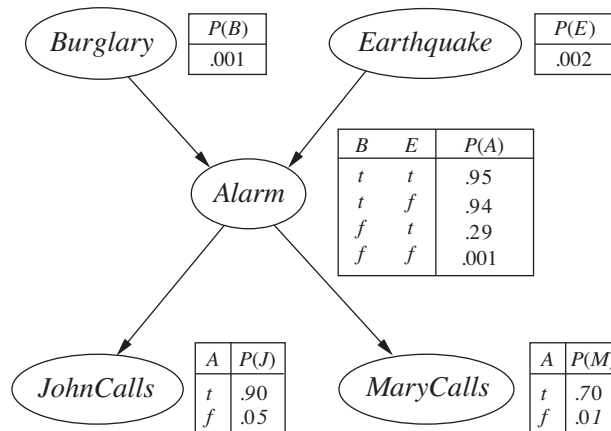 Burglary
P(B)
.001
Earthquake
P(E)
.002
Alarm
B E P(A)
t t .95
t f .94
f t .29
f f .001
JohnCalls
A P(J)
t .90
f .05
MaryCalls
A P(M)
t .70
f .01